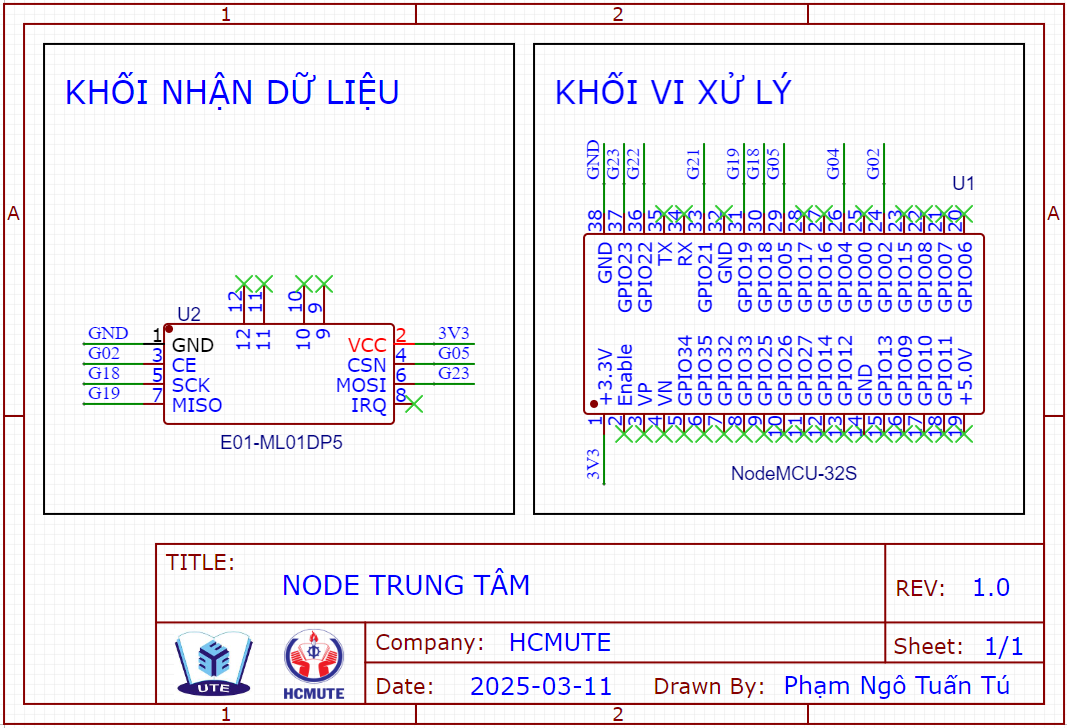 1 2
A A
KHỐI NHẬN DỮ LIỆU
U2
12 11 10 9
12 11 10 9
GND 1 GND VCC 2 3V3
G02 3 CE CSN 4 G05
G18 5 SCK MOSI 6 G23
G19 7 MISO IRQ 8
E01-ML01DP5
KHỐI VI XỬ LÝ
GND G23 G22 G21 G19 G18 G05 G04 G02
U1
38 37 36 35 34 33 32 31 30 29 28 27 26 25 24 23 22 21 20
GND GPIO23 GPIO22 TX RX GPIO21 GND GPIO19 GPIO18 GPIO05 GPIO17 GPIO16 GPIO04 GPIO00 GPIO02 GPIO15 GPIO08 GPIO07 GPIO06
+3.3V Enable VP VN GPIO34 GPIO35 GPIO32 GPIO33 GPIO25 GPIO26 GPIO27 GPIO14 GPIO12 GND GPIO13 GPIO09 GPIO10 GPIO11 +5.0V
1 2 3 4 5 6 7 8 9 10 11 12 13 14 15 16 17 18 19
3V3
NodeMCU-32S
TITLE:
NODE TRUNG TÂM
REV: 1.0
UTE
HCMUTE
Company: HCMUTE
Sheet: 1/1
Date: 2025-03-11 Drawn By: Phạm Ngô Tuấn Tú
1 2